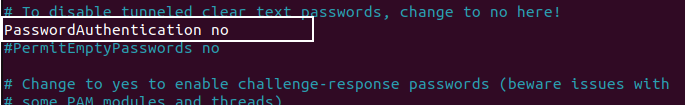 # To disable tunneled clear text passwords, change to no here!
PasswordAuthentication no
#PermitEmptyPasswords no
# Change to yes to enable challenge-response passwords (beware issues with
# some PAM modules and threads)